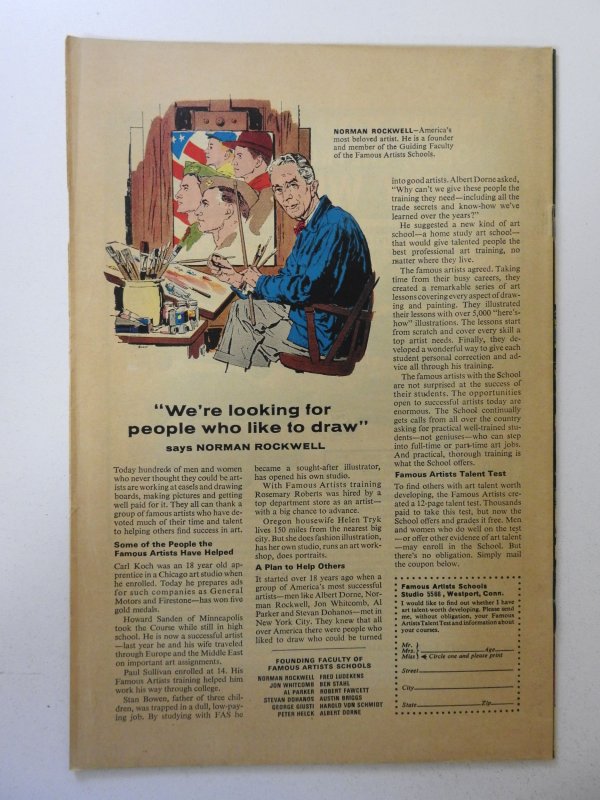 NORMAN ROCKWELL—America's
most beloved artist. He is a founder
and member of the Guiding Faculty
of the Famous Artists Schools.
"We're looking for
people who like to draw"
says NORMAN ROCKWELL
Today hundreds of men and women
who never thought they could be art-
ists are working at easels and drawing
boards, making pictures and getting
well paid for it. They all can thank a
group of famous artists who have de-
voted much of their time and talent
to helping others find success in art.
Some of the People the
Famous Artists Have Helped
Carl Koch was an 18 year old ap-
prentice in a Chicago art studio when
he enrolled. Today he prepares ads
for such companies as General
Motors and Firestone—has won five
gold medals.
Howard Sanden of Minneapolis
took the Course while still in high
school. He is now a successful artist
—last year he and his wife traveled
through Europe and the Middle East
on important art assignments.
Paul Sullivan enrolled at 14. His
Famous Artists training helped him
work his way through college.
Stan Bowen, father of three chil-
dren, was trapped in a dull, low-pay-
ing job. By studying with FAS he
became a sought-after illustrator,
has opened his own studio.
With Famous Artists training
Rosemary Roberts was hired by a
top department store as an artist—
with a big chance to advance.
Oregon housewife Helen Tryk
lives 150 miles from the nearest big
city. But she does fashion illustration,
has her own studio, runs an art work-
shop, does portraits.
A Plan to Help Others
It started over 18 years ago when a
group of America's most successful
artists—men like Albert Dorne, Nor-
man Rockwell, Jon Whitcomb, Al
Parker and Stevan Dohanos—met in
New York City. They knew that all
over America there were people who
liked to draw who could be turned
FOUNDING FACULTY OF
FAMOUS ARTISTS SCHOOLS
NORMAN ROCKWELL FRED LUDEKENS
JON WHITCOMB BEN STAHL
AL PARKER ROBERT FAWCETT
STEVAN DOHANOS AUSTIN BRIGGS
GEORGE GIUSTI HAROLD VON SCHMIDT
PETER HELCK ALBERT DORNE
into good artists. Albert Dorne asked,
"Why can't we give these people the
training they need—including all the
trade secrets and know-how we've
learned over the years?"
He suggested a new kind of art
school—a home study art school—
that would give talented people the
best professional art training, no
matter where they live.
The famous artists agreed. Taking
time from their busy careers, they
created a remarkable series of art
lessons covering every aspect of draw-
ing and painting. They illustrated
their lessons with over 5,000 "here's-
how" illustrations. The lessons start
from scratch and cover every skill a
top artist needs. Finally, they de-
veloped a wonderful way to give each
student personal correction and ad-
vice all through his training.
The famous artists with the School
are not surprised at the success of
their students. The opportunities
open to successful artists today are
enormous. The School continually
gets calls from all over the country
asking for practical well-trained stu-
dents—not geniuses—who can step
into full-time or part-time art jobs.
And practical, thorough training is
what the School offers.
Famous Artists Talent Test
To find others with art talent worth
developing, the Famous Artists cre-
ated a 12-page talent test. Thousands
paid to take this test, but now the
School offers and grades it free. Men
and women who do well on the test
—or offer other evidence of art talent
—may enroll in the School. But
there's no obligation. Simply mail
the coupon below.
Famous Artists Schools
Studio 5586, Westport, Conn.
I would like to find out whether I have
art talent worth developing. Please send
me, without obligation, your Famous
Artists Talent Test and information about
your courses.
Mr.
Mrs. Age
Miss Circle one and please print
Street
City
State Zip